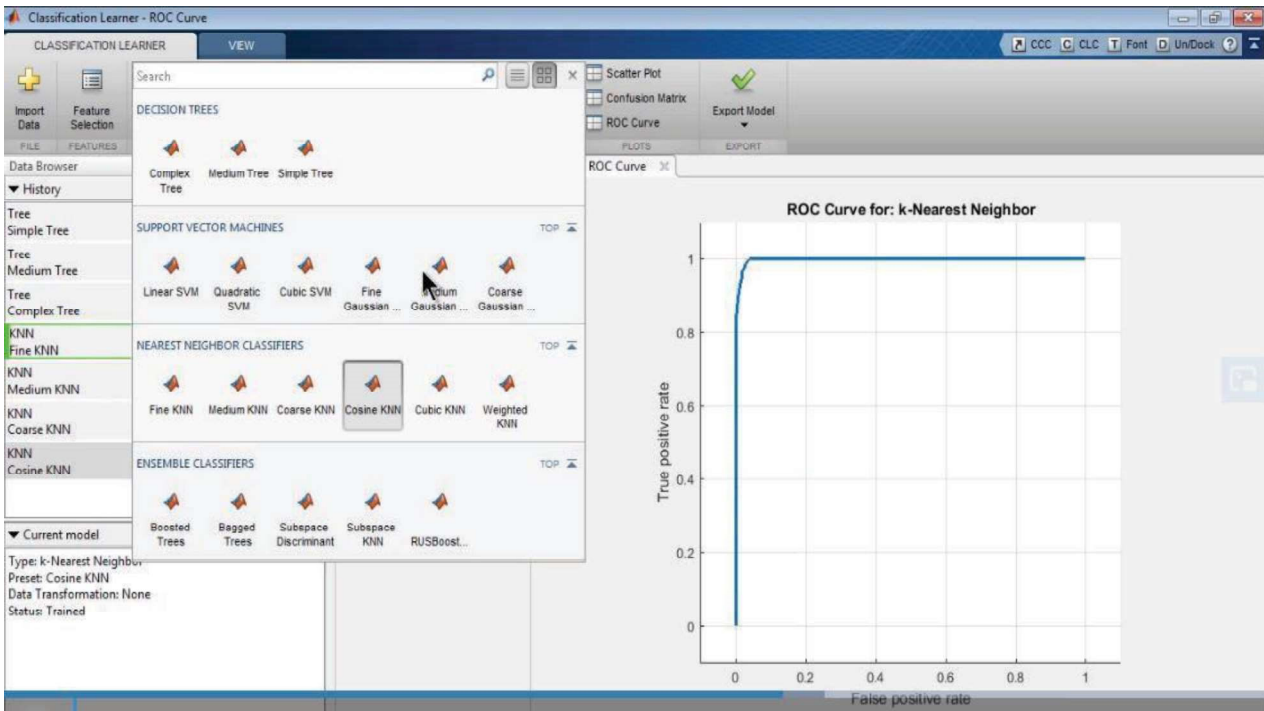 Classification Learner - ROC Curve
CLASSIFICATION LEARNER
VIEW
CCC C CLC T Font D Un/Dock ?
Import
Data
FILE
Feature
Selection
FEATURES
Search
DECISION TREES
Complex
Tree
Medium Tree
Simple Tree
SUPPORT VECTOR MACHINES
TOP
Linear SVM
Quadratic
SVM
Cubic SVM
Fine
Gaussian ...
Gaussian ...
Coarse
Gaussian ...
NEAREST NEIGHBOR CLASSIFIERS
TOP
Fine KNN
Medium KNN
Coarse KNN
Cosine KNN
Cubic KNN
Weighted
KNN
ENSEMBLE CLASSIFIERS
TOP
Boosted
Trees
Bagged
Trees
Subspace
Discriminant
Subspace
KNN
RUSBoost...
Scatter Plot
Confusion Matrix
ROC Curve
PLOTS
Export Model
EXPORT
Data Browser
History
Tree
Simple Tree
Tree
Medium Tree
Tree
Complex Tree
KNN
Fine KNN
KNN
Medium KNN
KNN
Coarse KNN
KNN
Cosine KNN
Current model
Type: k-Nearest Neighbor
Preset: Cosine KNN
Data Transformation: None
Status: Trained
ROC Curve
ROC Curve for: k-Nearest Neighbor
True positive rate
1
0.8
0.6
0.4
0.2
0
0 0.2 0.4 0.6 0.8 1
False positive rate